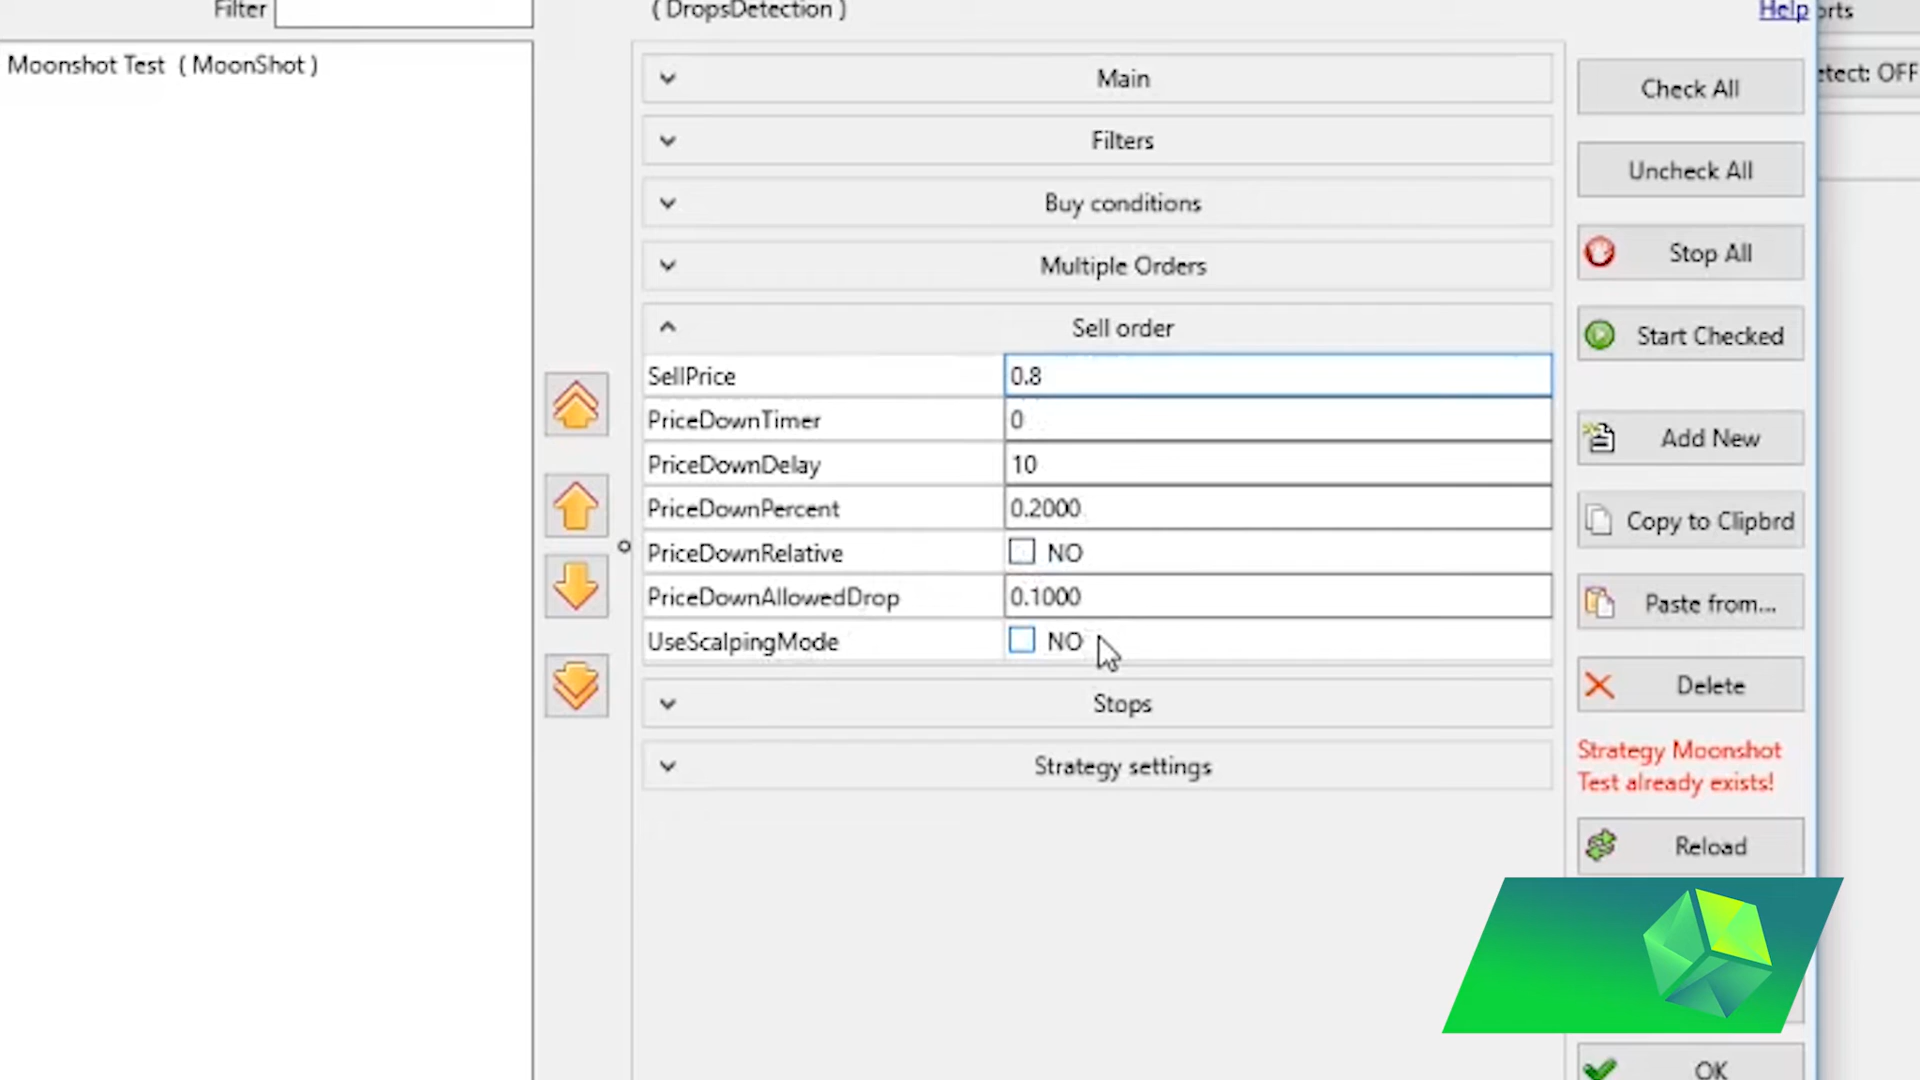 Filter
( DropsDetection )
Help
orts
Moonshot Test ( MoonShot )
Main
Check All
etect: OFF
Filters
Uncheck All
Buy conditions
Stop All
Multiple Orders
Sell order
Start Checked
SellPrice 0.8
PriceDownTimer 0
PriceDownDelay 10
Add New
PriceDownPercent 0.2000
Copy to Clipbrd
PriceDownRelative NO
PriceDownAllowedDrop 0.1000
Paste from...
UseScalpingMode NO
Stops
Delete
Strategy settings
Strategy Moonshot
Test already exists!
Reload
OK